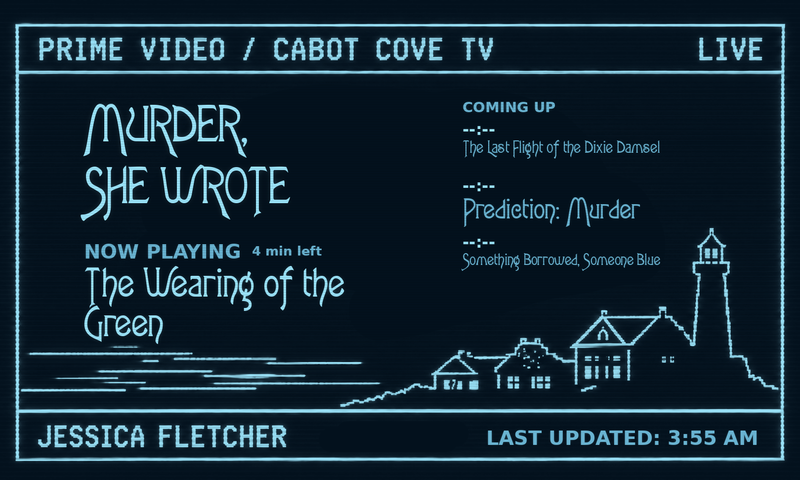 PRIME VIDEO / CABOT COVE TV
LIVE
MURDER,
SHE WROTE
NOW PLAYING 4 min left
The Wearing of the
Green
COMING UP
--:--
The Last Flight of the Dixie Damsel
--:--
Prediction: Murder
--:--
Something Borrowed, Someone Blue
JESSICA FLETCHER
LAST UPDATED: 3:55 AM